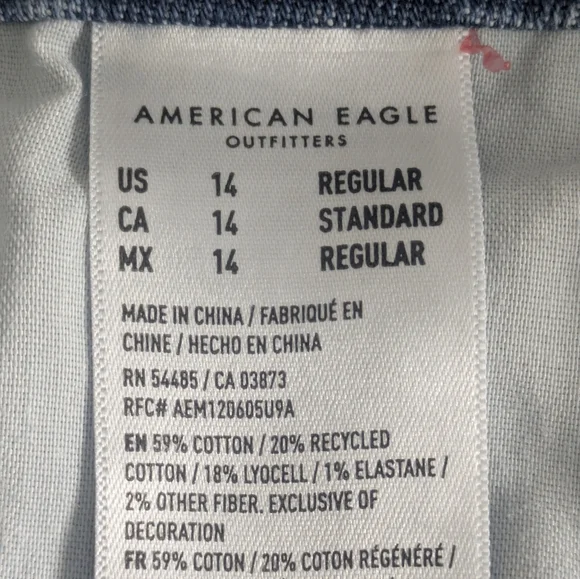 AMERICAN EAGLE
OUTFITTERS
US 14 REGULAR
CA 14 STANDARD
MX 14 REGULAR
MADE IN CHINA / FABRIQUÉ EN
CHINE / HECHO EN CHINA
RN 54485 / CA 03873
RFC# AEM120605U9A
EN 59% COTTON / 20% RECYCLED
COTTON / 18% LYOCELL / 1% ELASTANE /
2% OTHER FIBER. EXCLUSIVE OF
DECORATION
FR 59% COTON / 20% COTON RÉGÉNÉRÉ /